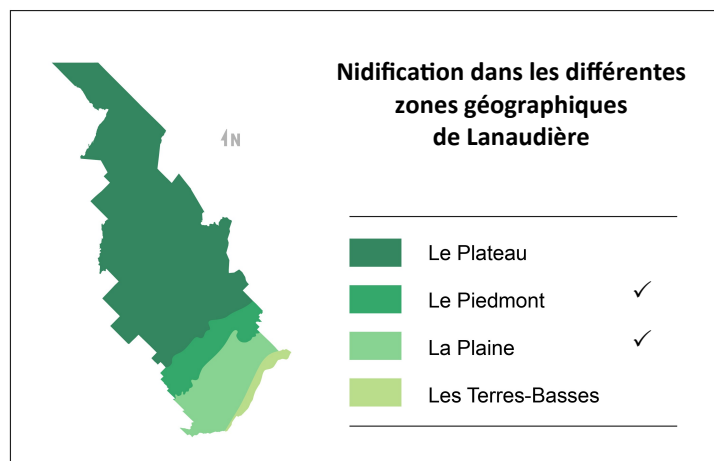 Nidification dans les différentes
zones géographiques
de Lanaudière
N
Le Plateau
Le Piedmont ✓
La Plaine ✓
Les Terres-Basses